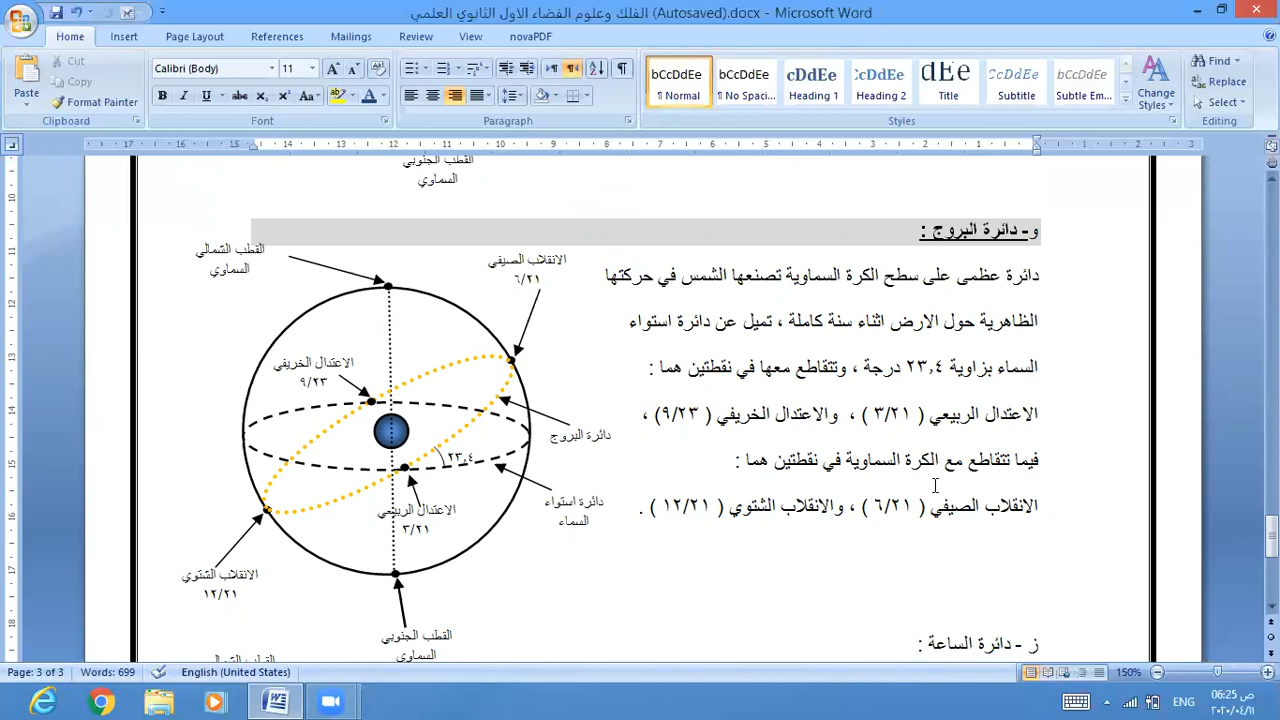 الفلك وعلوم الفضاء الاول الثانوي العلمي (Autosaved).docx - Microsoft Word
Home Insert Page Layout References Mailings Review View novaPDF
Paste
Cut
Copy
Format Painter
Clipboard
Calibri (Body) 11
Font
Paragraph
AaBbCcDdEe
¶ Normal
¶ No Spaci...
Heading 1
Heading 2
Title
Subtitle
Subtle Em...
Change Styles
Styles
Find
Replace
Select
Editing
القطب الجنوبي
السماوي
و- دائرة البروج :
دائرة عظمى على سطح الكرة السماوية تصنعها الشمس في حركتها
الظاهرية حول الارض اثناء سنة كاملة ، تميل عن دائرة استواء
السماء بزاوية ٢٣,٤ درجة ، وتتقاطع معها في نقطتين هما :
الاعتدال الربيعي ( ٣/٢١ ) ، والاعتدال الخريفي ( ٩/٢٣) ،
فيما تتقاطع مع الكرة السماوية في نقطتين هما :
الانقلاب الصيفي ( ٦/٢١ ) ، والانقلاب الشتوي ( ١٢/٢١ ) .
القطب الشمالي
السماوي
الانقلاب الصيفي
٦/٢١
الاعتدال الخريفي
٩/٢٣
دائرة البروج
٢٣,٤
دائرة استواء
السماء
الاعتدال الربيعي
٣/٢١
الانقلاب الشتوي
١٢/٢١
القطب الجنوبي
السماوي
ز - دائرة الساعة :
القطب الشمالي
Page: 3 of 3 Words: 699 English (United States) 150%
ENG
06:25 ص
٢٠٢٠/٠٤/١١